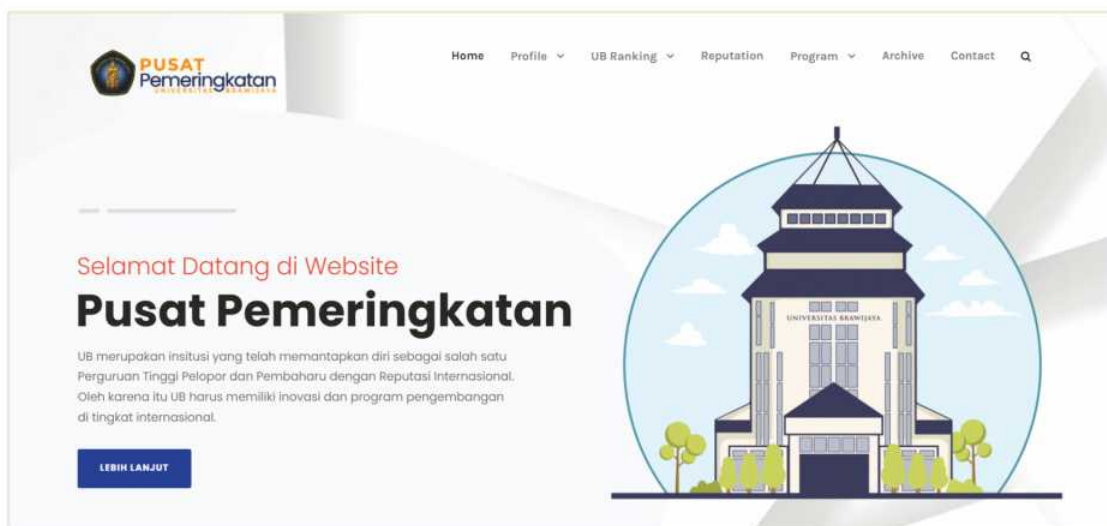 PUSAT
Pemeringkatan
UNIVERSITAS BRAWIJAYA
Home Profile UB Ranking Reputation Program Archive Contact
Selamat Datang di Website
Pusat Pemeringkatan
UB merupakan insitusi yang telah memantapkan diri sebagai salah satu
Perguruan Tinggi Pelopor dan Pembaharu dengan Reputasi Internasional.
Oleh karena itu UB harus memiliki inovasi dan program pengembangan
di tingkat internasional.
LEBIH LANJUT
UNIVERSITAS BRAWIJAYA